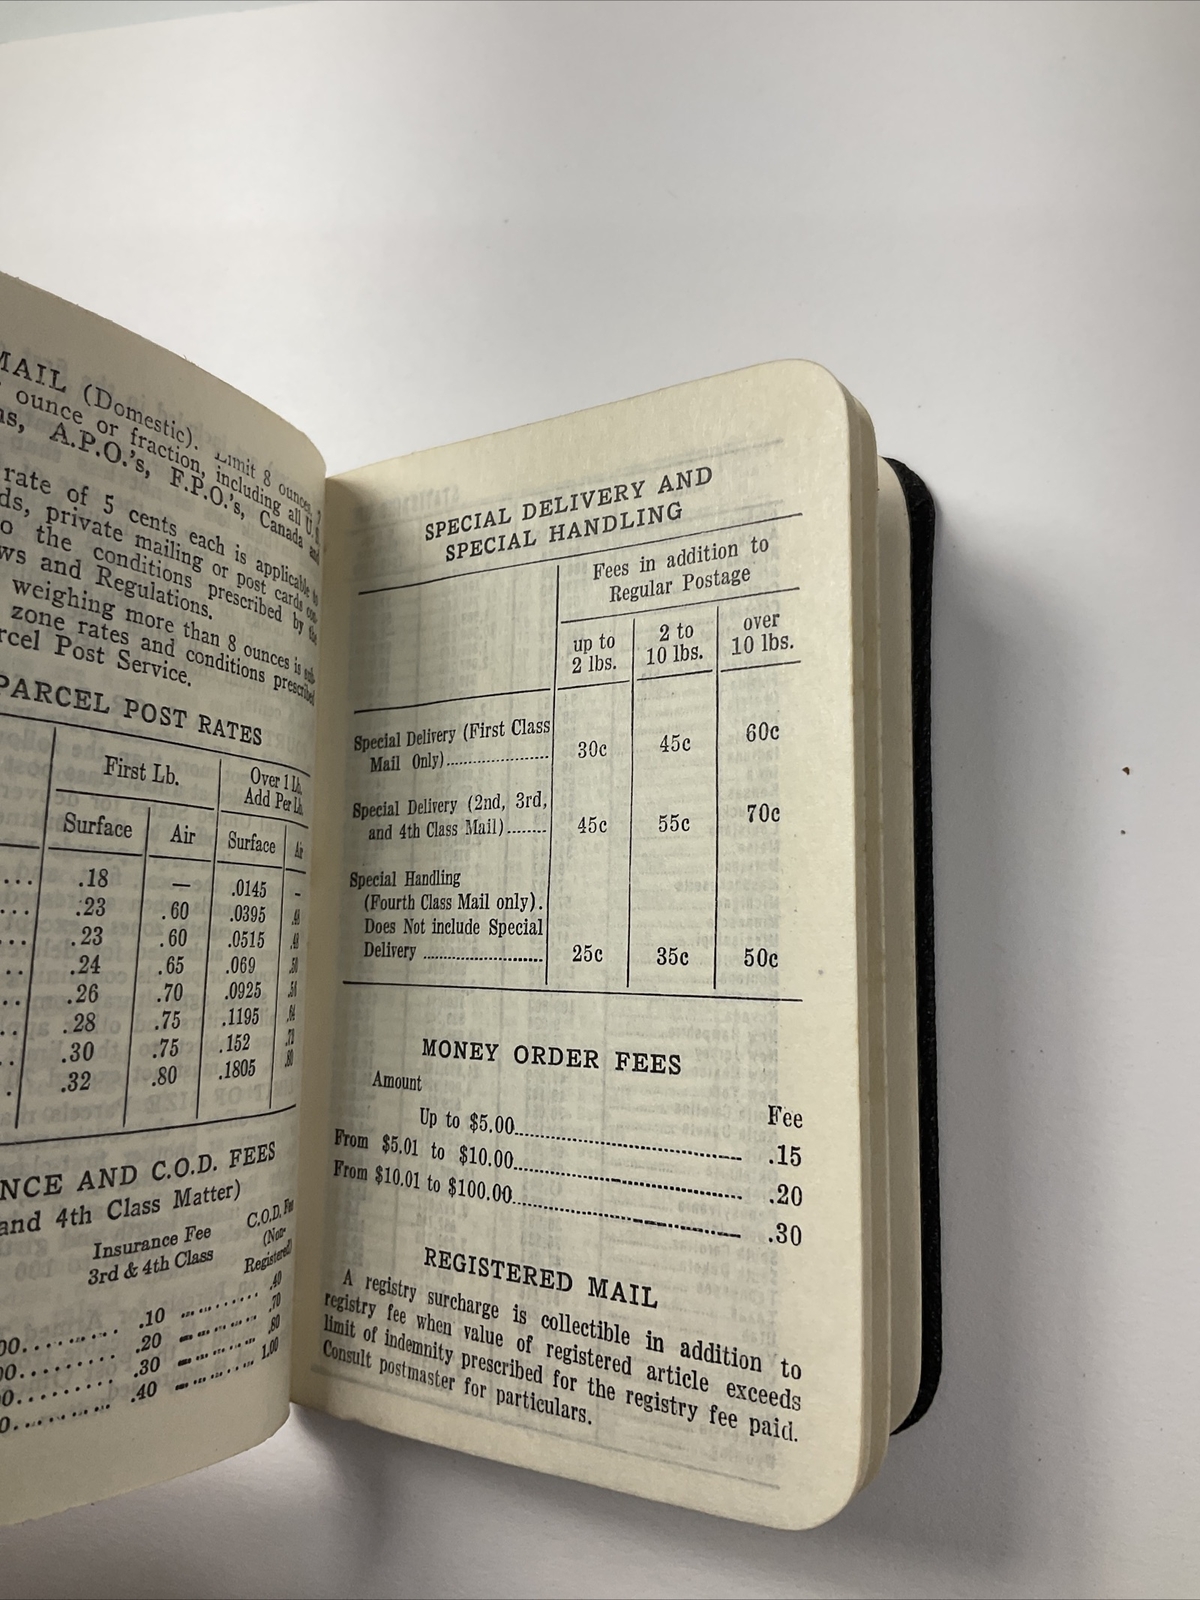 MAIL (Domestic). Limit 8 ounces,
ounce or fraction, including all U.
A.P.O.'s, F.P.O.'s, Canada and
rate of 5 cents each is applicable to
private mailing or post cards
the conditions prescribed by the
and Regulations.
weighing more than 8 ounces is
zone rates and conditions prescribed
Post Service.
PARCEL POST RATES
First Lb. Over 1 Lb.
Add Per Lb.
Surface Air Surface Air
.18 — .0145 –
.23 .60 .0395
.23 .60 .0515
.24 .65 .069
.26 .70 .0925
.28 .75 .1195
.30 .75 .152
.32 .80 .1805
AND C.O.D. FEES
and 4th Class Matter)
Insurance Fee C.O.D. Fee
3rd & 4th Class (Non-
Registered)
.10 .40
.20 .70
.30 .80
.40 1.00
SPECIAL DELIVERY AND
SPECIAL HANDLING
Fees in addition to
Regular Postage
up to 2 to over
2 lbs. 10 lbs. 10 lbs.
Special Delivery (First Class
Mail Only) 30c 45c 60c
Special Delivery (2nd, 3rd,
and 4th Class Mail) 45c 55c 70c
Special Handling
(Fourth Class Mail only).
Does Not include Special
Delivery 25c 35c 50c
MONEY ORDER FEES
Amount Fee
Up to $5.00 .15
From $5.01 to $10.00 .20
From $10.01 to $100.00 .30
REGISTERED MAIL
A registry surcharge is collectible in addition to
registry fee when value of registered article exceeds
limit of indemnity prescribed for the registry fee paid.
Consult postmaster for particulars.